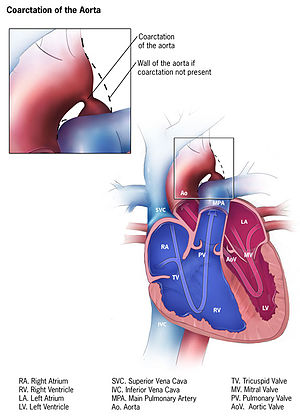 Coarctation of the Aorta
Coarctation
of the aorta
Wall of the aorta if
coarctation not present
Ao
SVC
MPA
LA
RA
PV
AoV
MV
TV
LV
RV
IVC
RA. Right Atrium
RV. Right Ventricle
LA. Left Atrium
LV. Left Ventricle
SVC. Superior Vena Cava
IVC. Inferior Vena Cava
MPA. Main Pulmonary Artery
Ao. Aorta
TV. Tricuspid Valve
MV. Mitral Valve
PV. Pulmonary Valve
AoV. Aortic Valve